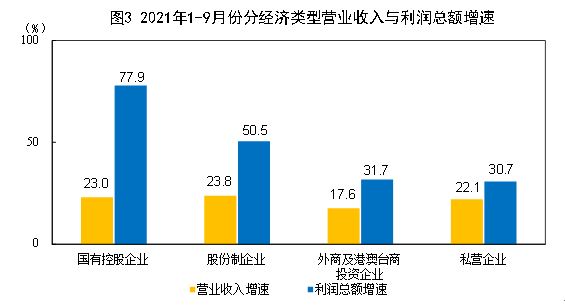 图3 2021年1-9月份分经济类型营业收入与利润总额增速
(%)
100
50
0
77.9
23.0
50.5
23.8
31.7
17.6
30.7
22.1
国有控股企业
股份制企业
外商及港澳台商
投资企业
私营企业
营业收入增速
利润总额增速